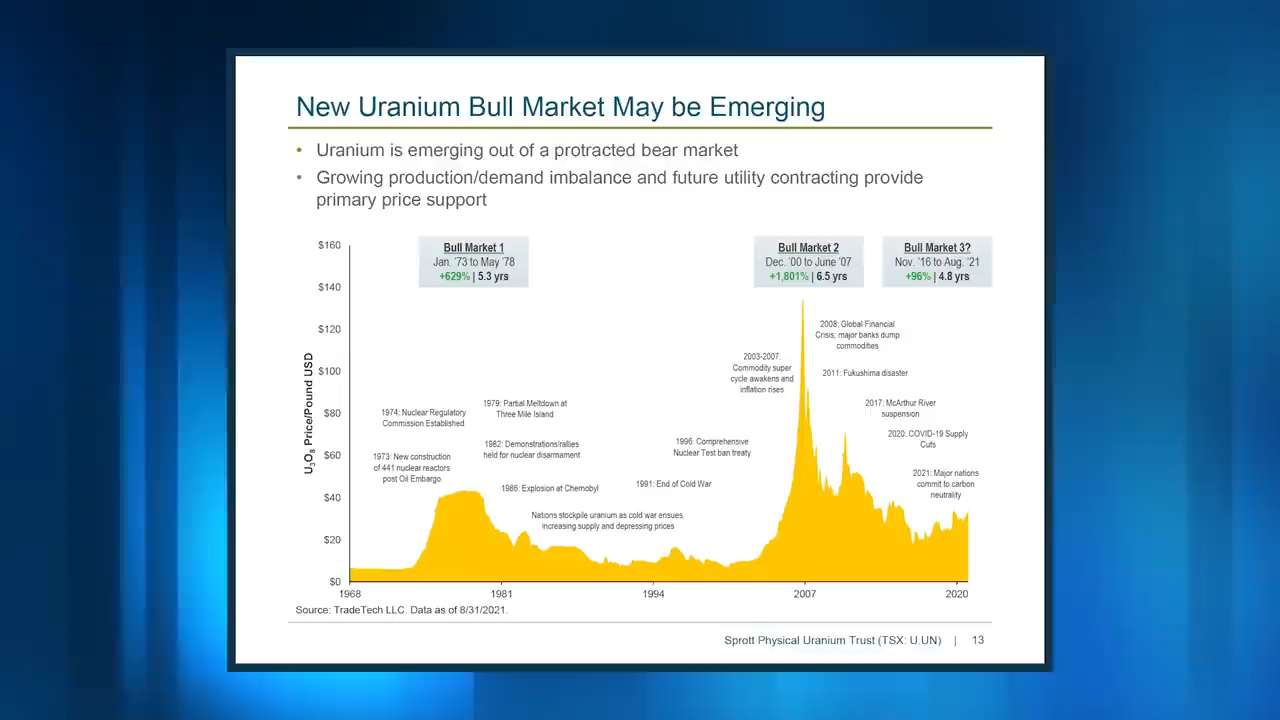 New Uranium Bull Market May be Emerging
• Uranium is emerging out of a protracted bear market
• Growing production/demand imbalance and future utility contracting provide
primary price support
Bull Market 1
Jan. '73 to May '78
+629% | 5.3 yrs
Bull Market 2
Dec. '00 to June '07
+1,801% | 6.5 yrs
Bull Market 3?
Nov. '16 to Aug. '21
+96% | 4.8 yrs
U₃O₈ Price/Pound USD
$160
$140
$120
$100
$80
$60
$40
$20
$0
1973: New construction
of 441 nuclear reactors
post Oil Embargo
1974: Nuclear Regulatory
Commission Established
1979: Partial Meltdown at
Three Mile Island
1982: Demonstrations/rallies
held for nuclear disarmament
1986: Explosion at Chernobyl
Nations stockpile uranium as cold war ensues,
increasing supply and depressing prices
1991: End of Cold War
1996: Comprehensive
Nuclear Test ban treaty
2003-2007:
Commodity super
cycle awakens and
inflation rises
2008: Global Financial
Crisis; major banks dump
commodities
2011: Fukushima disaster
2017: McArthur River
suspension
2020: COVID-19 Supply
Cuts
2021: Major nations
commit to carbon
neutrality
1968
1981
1994
2007
2020
Source: TradeTech LLC. Data as of 8/31/2021.
Sprott Physical Uranium Trust (TSX: U.UN) | 13